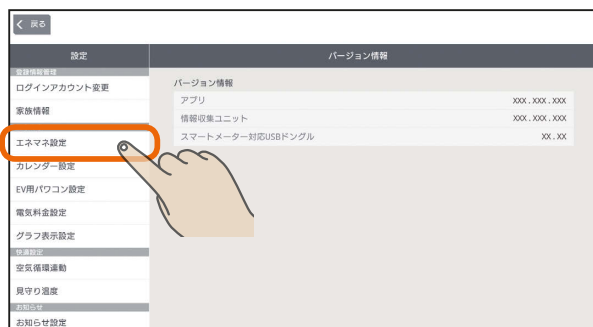 戻る
設定
バージョン情報
登録情報管理
ログインアカウント変更
家族情報
エネマネ設定
カレンダー設定
EV用パワコン設定
電気料金設定
グラフ表示設定
快適設定
空気循環連動
見守り温度
お知らせ
お知らせ設定
バージョン情報
アプリ XXX.XXX.XXX
情報収集ユニット XXX.XXX.XXX
スマートメーター対応USBドングル XX.XX